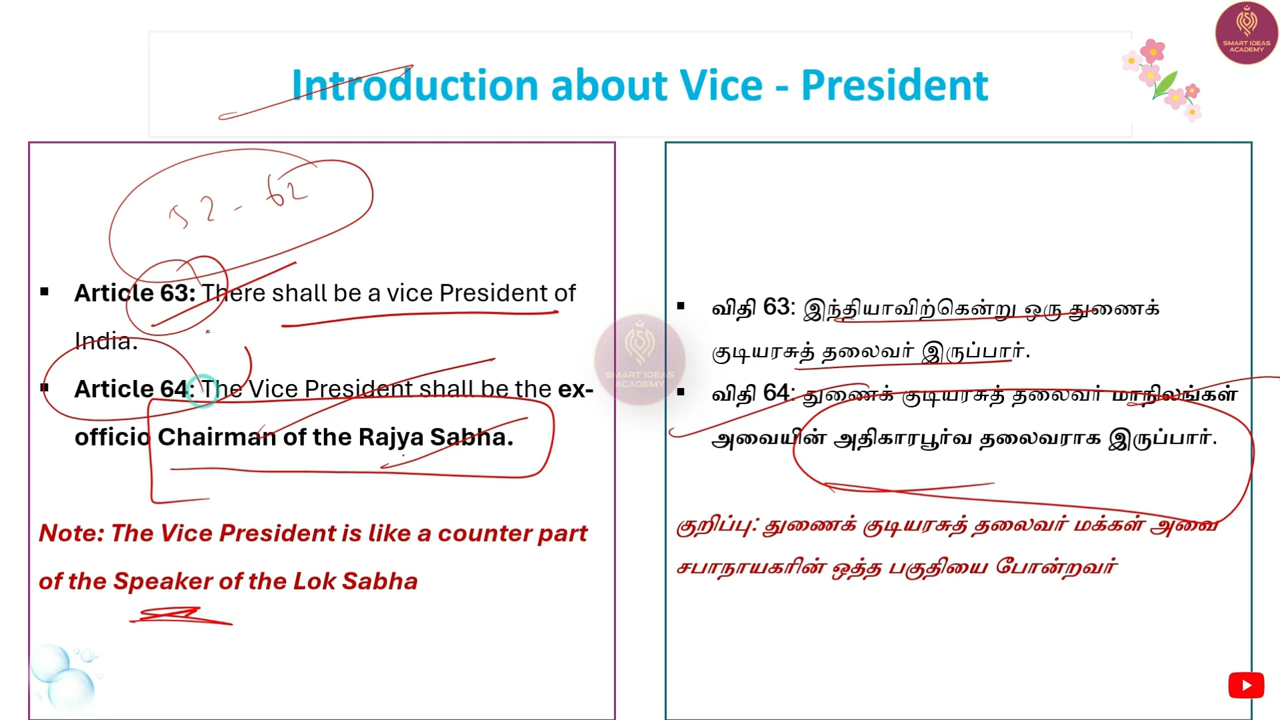 SMART IDEAS
ACADEMY
Introduction about Vice - President
52 - 62
▪ Article 63: There shall be a vice President of
India.
▪ Article 64: The Vice President shall be the ex-
officio Chairman of the Rajya Sabha.
Note: The Vice President is like a counter part
of the Speaker of the Lok Sabha
▪ விதி 63: இந்தியாவிற்கென்று ஒரு துணைக்
குடியரசுத் தலைவர் இருப்பார்.
▪ விதி 64: துணைக் குடியரசுத் தலைவர் மாநிலங்கள்
அவையின் அதிகாரபூர்வ தலைவராக இருப்பார்.
குறிப்பு: துணைக் குடியரசுத் தலைவர் மக்கள் அவை
சபாநாயகரின் ஒத்த பகுதியை போன்றவர்
SMART IDEAS
ACADEMY